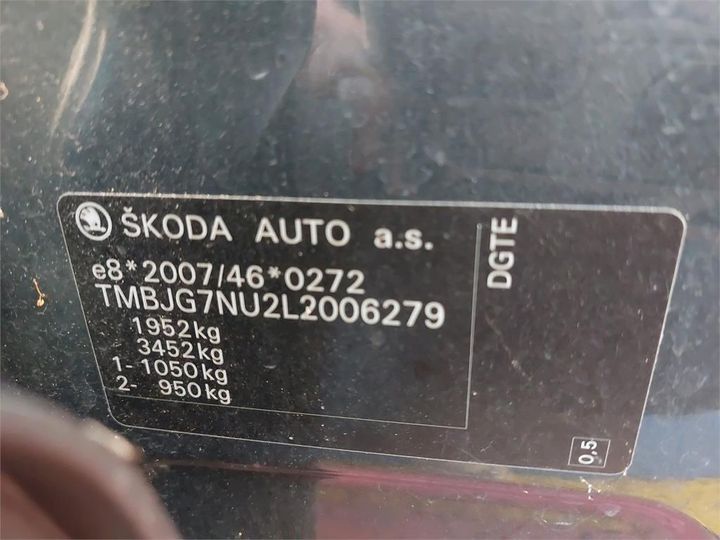 ŠKODA AUTO a.s.
e8*2007/46*0272
TMBJG7NU2L2006279
1952kg
3452kg
1- 1050kg
2- 950kg
DGTE
0,5